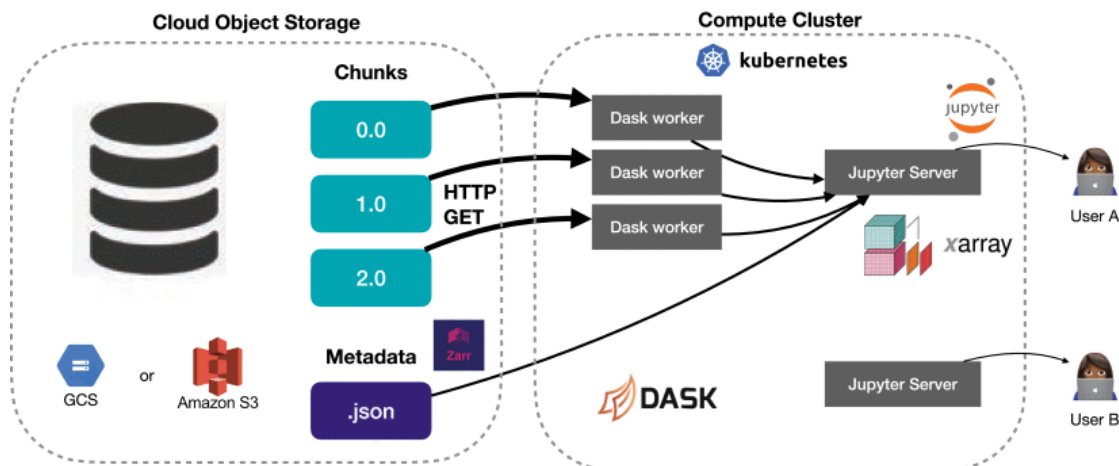 Cloud Object Storage
Compute Cluster
kubernetes
Chunks
0.0
1.0
2.0
HTTP
GET
Dask worker
Dask worker
Dask worker
jupyter
Jupyter Server
User A
xarray
Metadata
Zarr
.json
GCS
or
Amazon S3
DASK
Jupyter Server
User B